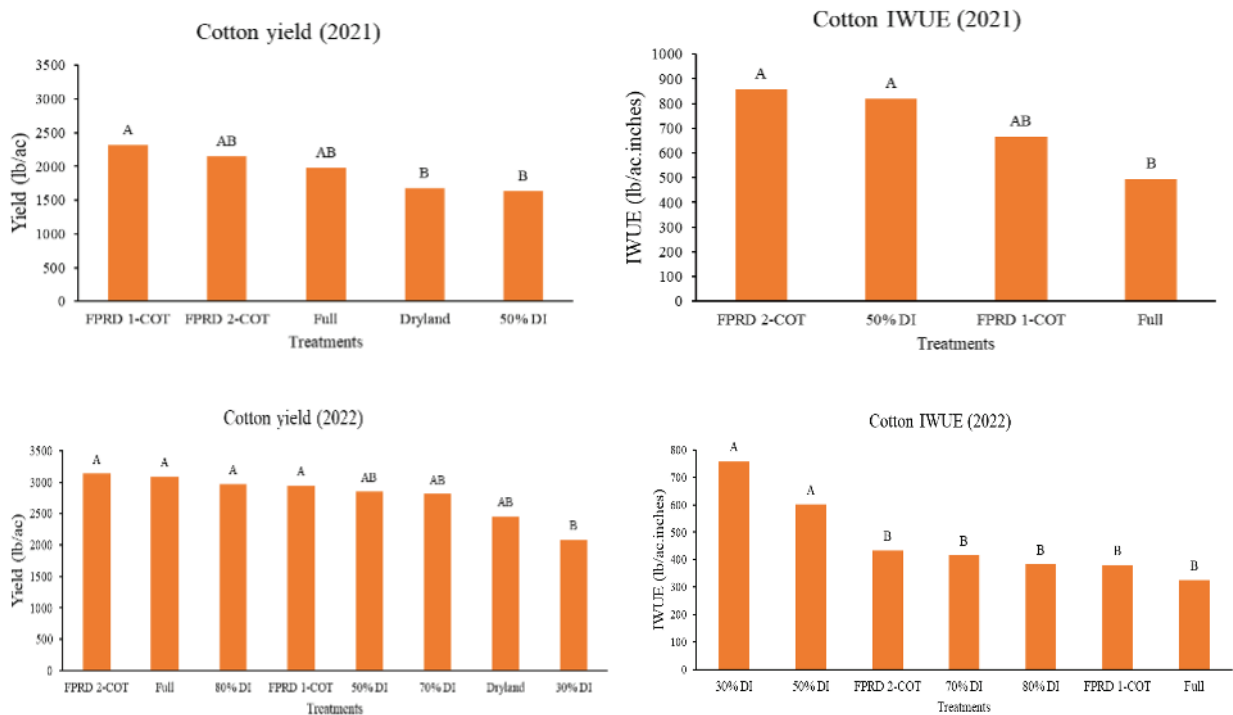 Cotton yield (2021)
Yield (lb/ac)
3500
3000
2500
2000
1500
1000
500
0
A
AB
AB
B
B
FPRD 1-COT FPRD 2-COT Full Dryland 50% DI
Treatments
Cotton IWUE (2021)
IWUE (lb/ac.inches)
1000
900
800
700
600
500
400
300
200
100
0
A
A
AB
B
FPRD 2-COT 50% DI FPRD 1-COT Full
Treatments
Cotton yield (2022)
Yield (lb/ac)
3500
3000
2500
2000
1500
1000
500
0
A
A
A
A
AB
AB
AB
B
FPRD 2-COT Full 80% DI FPRD 1-COT 50% DI 70% DI Dryland 30% DI
Treatments
Cotton IWUE (2022)
IWUE (lb/ac.inches)
800
700
600
500
400
300
200
100
0
A
A
B
B
B
B
B
30% DI 50% DI FPRD 2-COT 70% DI 80% DI FPRD 1-COT Full
Treatments